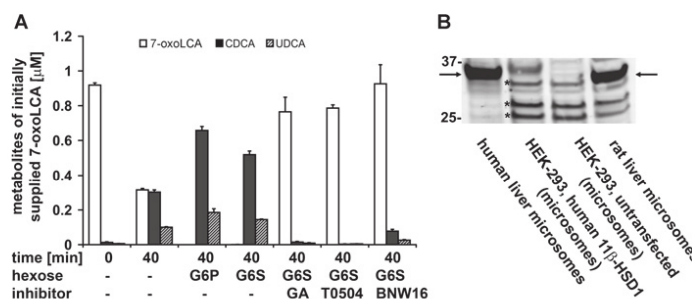 A
□ 7-oxoLCA ■ CDCA ▨ UDCA
metabolites of initially
supplied 7-oxoLCA [µM]
1
0.8
0.6
0.4
0.2
0
time [min] 0 40 40 40 40 40 40
hexose - - G6P G6S G6S G6S G6S
inhibitor - - - - GA T0504 BNW16
B
37
25-
*
*
*
human liver microsomes
HEK-293, human 11β-HSD1
(microsomes)
HEK-293, untransfected
(microsomes)
rat liver microsomes